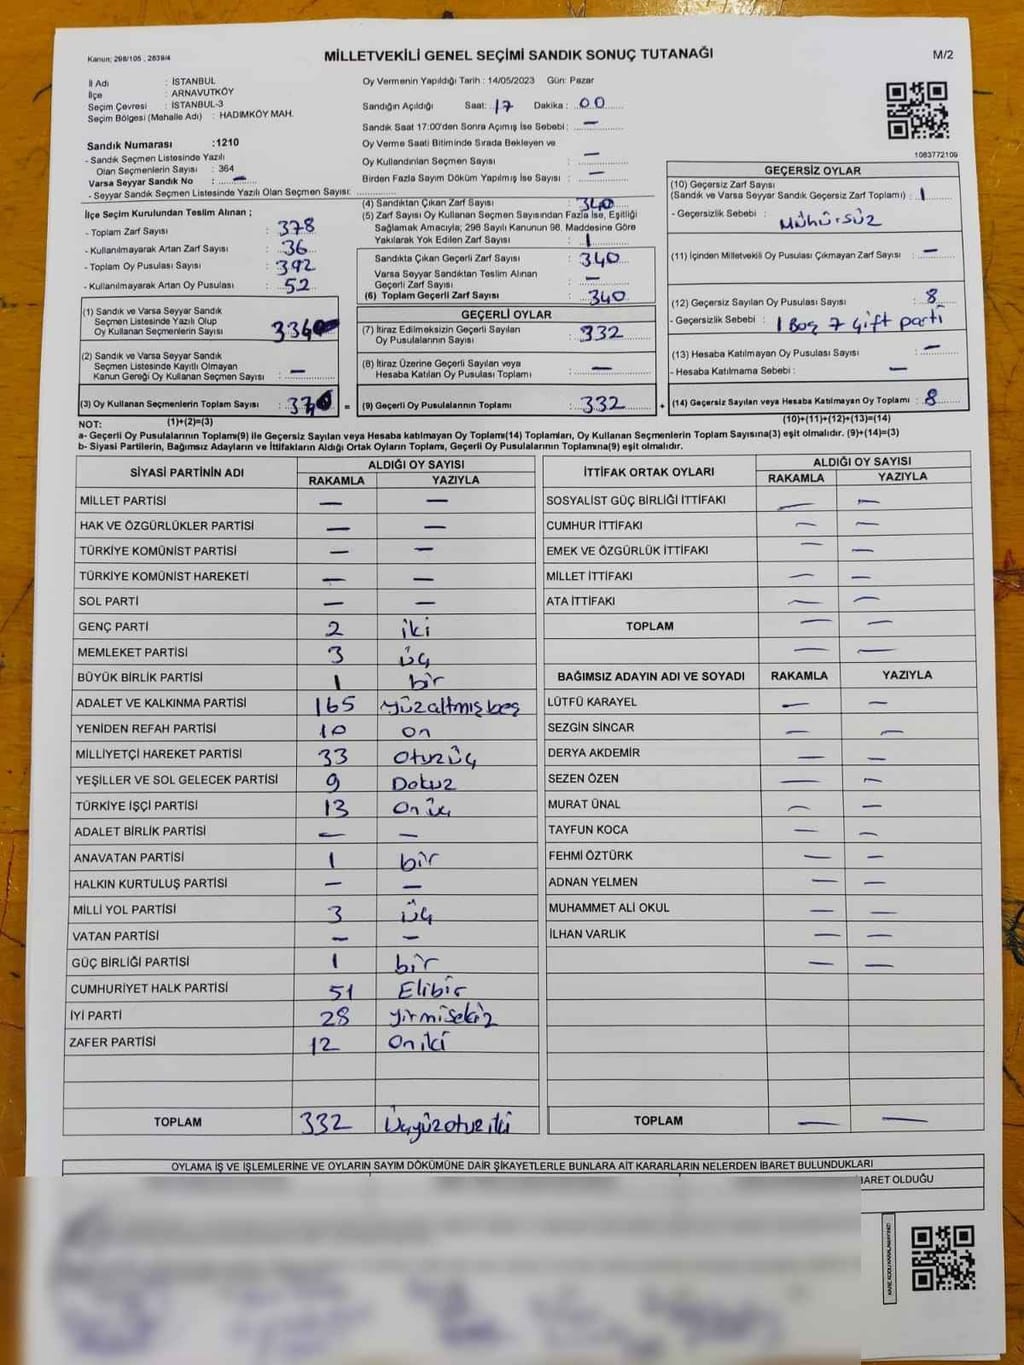 Kanun; 298/105 , 2839/4
MİLLETVEKİLİ GENEL SEÇİMİ SANDIK SONUÇ TUTANAĞI
M/2
İl Adı : İSTANBUL
İlçe : ARNAVUTKÖY
Seçim Çevresi : İSTANBUL-3
Seçim Bölgesi (Mahalle Adı) : HADIMKÖY MAH.
Oy Vermenin Yapıldığı Tarih : 14/05/2023 Gün: Pazar
Sandığın Açıldığı Saat: 17 Dakika : 00
Sandık Saat 17:00'den Sonra Açımış İse Sebebi : —
Oy Verme Saati Bitiminde Sırada Bekleyen ve
Oy Kullandırılan Seçmen Sayısı : —
Birden Fazla Sayım Döküm Yapılmış İse Sayısı : —
1083772109
Sandık Numarası :1210
- Sandık Seçmen Listesinde Yazılı
Olan Seçmenlerin Sayısı : 364
Varsa Seyyar Sandık No : —
- Seyyar Sandık Seçmen Listesinde Yazılı Olan Seçmen Sayısı:
İlçe Seçim Kurulundan Teslim Alınan ;
- Toplam Zarf Sayısı : 378
- Kullanılmayarak Artan Zarf Sayısı : 36
- Toplam Oy Pusulası Sayısı : 392
- Kullanılmayarak Artan Oy Pusulası : 52
(1) Sandık ve Varsa Seyyar Sandık
Seçmen Listesinde Yazılı Olup
Oy Kullanan Seçmenlerin Sayısı :
(2) Sandık ve Varsa Seyyar Sandık
Seçmen Listesinde Kayıtlı Olmayan
Kanun Gereği Oy Kullanan Seçmen Sayısı : —
(3) Oy Kullanan Seçmenlerin Toplam Sayısı :
(1)+(2)=(3)
(4) Sandıktan Çıkan Zarf Sayısı : 340
(5) Zarf Sayısı Oy Kullanan Seçmen Sayısından Fazla İse, Eşitliği
Sağlamak Amacıyla; 298 Sayılı Kanunun 98. Maddesine Göre
Yakılarak Yok Edilen Zarf Sayısı : 1
Sandıkta Çıkan Geçerli Zarf Sayısı : 340
Varsa Seyyar Sandıktan Teslim Alınan
Geçerli Zarf Sayısı : —
(6) Toplam Geçerli Zarf Sayısı : 340
GEÇERLİ OYLAR
(7) İtiraz Edilmeksizin Geçerli Sayılan
Oy Pusulalarının Sayısı : 332
(8) İtiraz Üzerine Geçerli Sayılan veya
Hesaba Katılan Oy Pusulası Toplamı : —
= (9) Geçerli Oy Pusulalarının Toplamı : 332 +
GEÇERSİZ OYLAR
(10) Geçersiz Zarf Sayısı
(Sandık ve Varsa Seyyar Sandık Geçersiz Zarf Toplamı) : 1
- Geçersizlik Sebebi : Mühürsüz
(11) İçinden Milletvekili Oy Pusulası Çıkmayan Zarf Sayısı : —
(12) Geçersiz Sayılan Oy Pusulası Sayısı : 8
- Geçersizlik Sebebi : 1 Boş 7 Çift parti
(13) Hesaba Katılmayan Oy Pusulası Sayısı : —
- Hesaba Katılmama Sebebi : —
(14) Geçersiz Sayılan veya Hesaba Katılmayan Oy Toplamı : 8
(10)+(11)+(12)+(13)=(14)
NOT:
a- Geçerli Oy Pusulalarının Toplamı(9) ile Geçersiz Sayılan veya Hesaba katılmayan Oy Toplamı(14) Toplamları, Oy Kullanan Seçmenlerin Toplam Sayısına(3) eşit olmalıdır. (9)+(14)=(3)
b- Siyasi Partilerin, Bağımsız Adayların ve İttifakların Aldığı Ortak Oyların Toplamı, Geçerli Oy Pusulalarının Toplamına(9) eşit olmalıdır.
SİYASİ PARTİNİN ADI ALDIĞI OY SAYISI
RAKAMLA YAZIYLA
MİLLET PARTİSİ — —
HAK VE ÖZGÜRLÜKLER PARTİSİ — —
TÜRKİYE KOMÜNİST PARTİSİ — —
TÜRKİYE KOMÜNİST HAREKETİ — —
SOL PARTİ — —
GENÇ PARTİ 2 iki
MEMLEKET PARTİSİ 3 üç
BÜYÜK BİRLİK PARTİSİ 1 bir
ADALET VE KALKINMA PARTİSİ 165 yüzaltmışbeş
YENİDEN REFAH PARTİSİ 10 on
MİLLİYETÇİ HAREKET PARTİSİ 33 Otuzüç
YEŞİLLER VE SOL GELECEK PARTİSİ 9 Dokuz
TÜRKİYE İŞÇİ PARTİSİ 13 Onüç
ADALET BİRLİK PARTİSİ — —
ANAVATAN PARTİSİ 1 bir
HALKIN KURTULUŞ PARTİSİ — —
MİLLİ YOL PARTİSİ 3 Üç
VATAN PARTİSİ — —
GÜÇ BİRLİĞİ PARTİSİ 1 bir
CUMHURİYET HALK PARTİSİ 51 Elibir
İYİ PARTİ 28 yirmisekiz
ZAFER PARTİSİ 12 Oniki
TOPLAM 332 Üçyüzotuziki
İTTİFAK ORTAK OYLARI ALDIĞI OY SAYISI
RAKAMLA YAZIYLA
SOSYALİST GÜÇ BİRLİĞİ İTTİFAKI — —
CUMHUR İTTİFAKI — —
EMEK VE ÖZGÜRLÜK İTTİFAKI — —
MİLLET İTTİFAKI — —
ATA İTTİFAKI — —
TOPLAM — —
— —
BAĞIMSIZ ADAYIN ADI VE SOYADI RAKAMLA YAZIYLA
LÜTFÜ KARAYEL — —
SEZGİN SİNCAR — —
DERYA AKDEMİR — —
SEZEN ÖZEN — —
MURAT ÜNAL — —
TAYFUN KOCA — —
FEHMİ ÖZTÜRK — —
ADNAN YELMEN — —
MUHAMMET ALİ OKUL — —
İLHAN VARLIK — —
— —
TOPLAM — —
OYLAMA İŞ VE İŞLEMLERİNE VE OYLARIN SAYIM DÖKÜMÜNE DAİR ŞİKAYETLERLE BUNLARA AİT KARARLARIN NELERDEN İBARET BULUNDUKLARI
BARET OLDUĞU